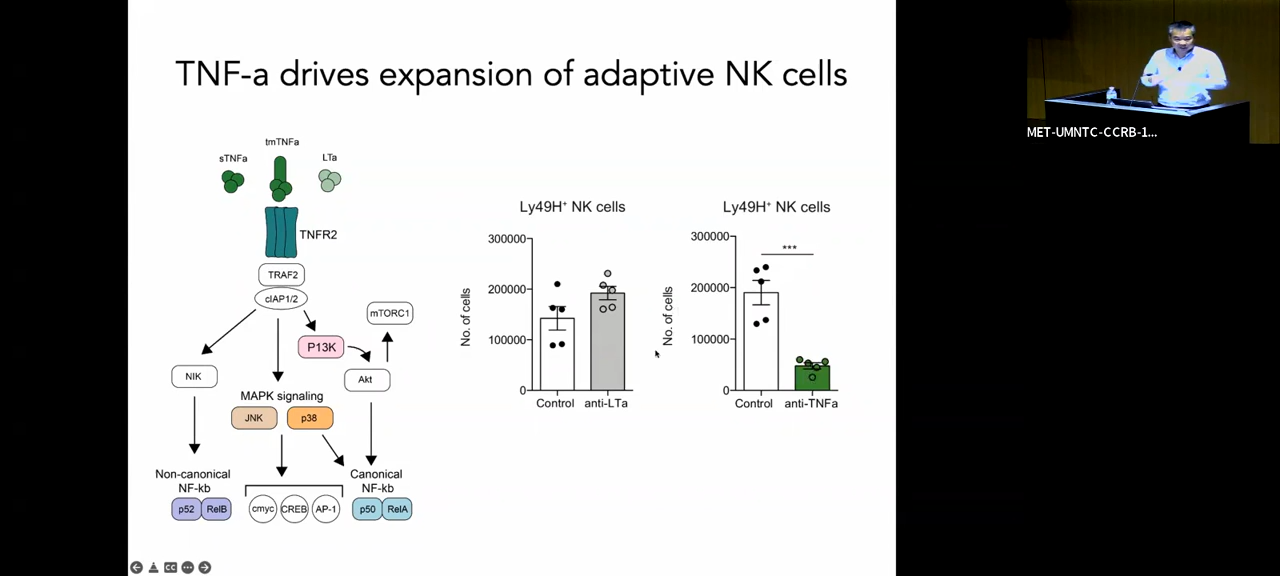 TNF-a drives expansion of adaptive NK cells
tmTNFa
sTNFa
LTa
TNFR2
TRAF2
cIAP1/2
mTORC1
P13K
NIK
Akt
MAPK signaling
JNK
p38
Non-canonical
NF-kb
Canonical
NF-kb
p52
RelB
cmyc
CREB
AP-1
p50
RelA
Ly49H⁺ NK cells
No. of cells
300000
200000
100000
0
Control
anti-LTa
Ly49H⁺ NK cells
***
No. of cells
300000
200000
100000
0
Control
anti-TNFa
CC
MET-UMNTC-CCRB-1...